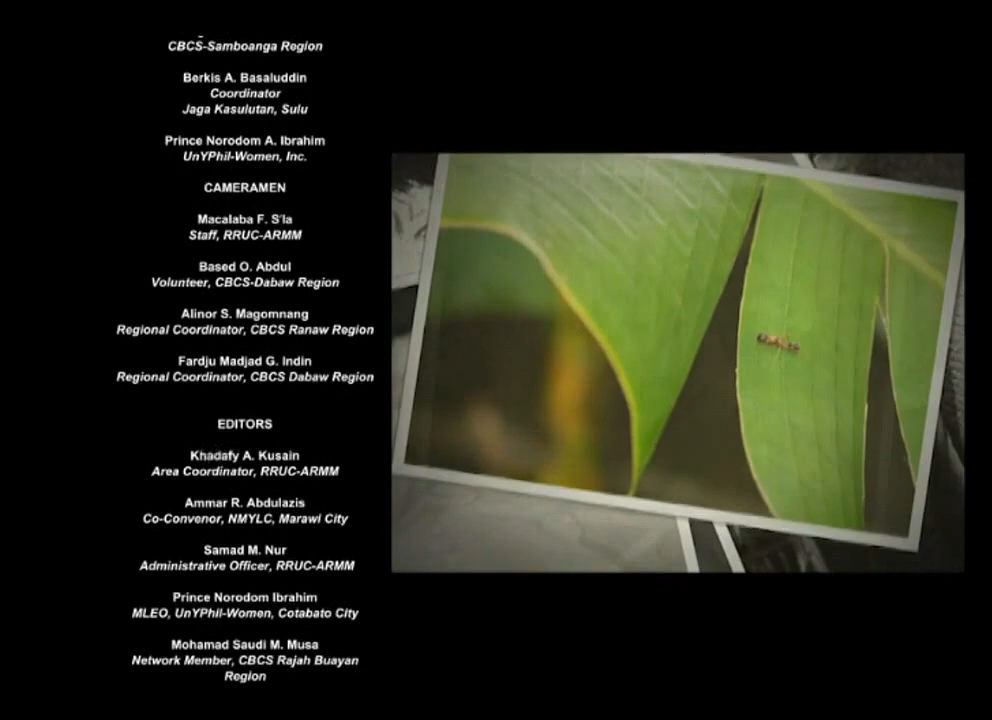 CBCS-Samboanga Region
Berkis A. Basaluddin
Coordinator
Jaga Kasulutan, Sulu
Prince Norodom A. Ibrahim
UnYPhil-Women, Inc.
CAMERAMEN
Macalaba F. S'la
Staff, RRUC-ARMM
Based O. Abdul
Volunteer, CBCS-Dabaw Region
Alinor S. Magomnang
Regional Coordinator, CBCS Ranaw Region
Fardju Madjad G. Indin
Regional Coordinator, CBCS Dabaw Region
EDITORS
Khadafy A. Kusain
Area Coordinator, RRUC-ARMM
Ammar R. Abdulazis
Co-Convenor, NMYLC, Marawi City
Samad M. Nur
Administrative Officer, RRUC-ARMM
Prince Norodom Ibrahim
MLEO, UnYPhil-Women, Cotabato City
Mohamad Saudi M. Musa
Network Member, CBCS Rajah Buayan
Region